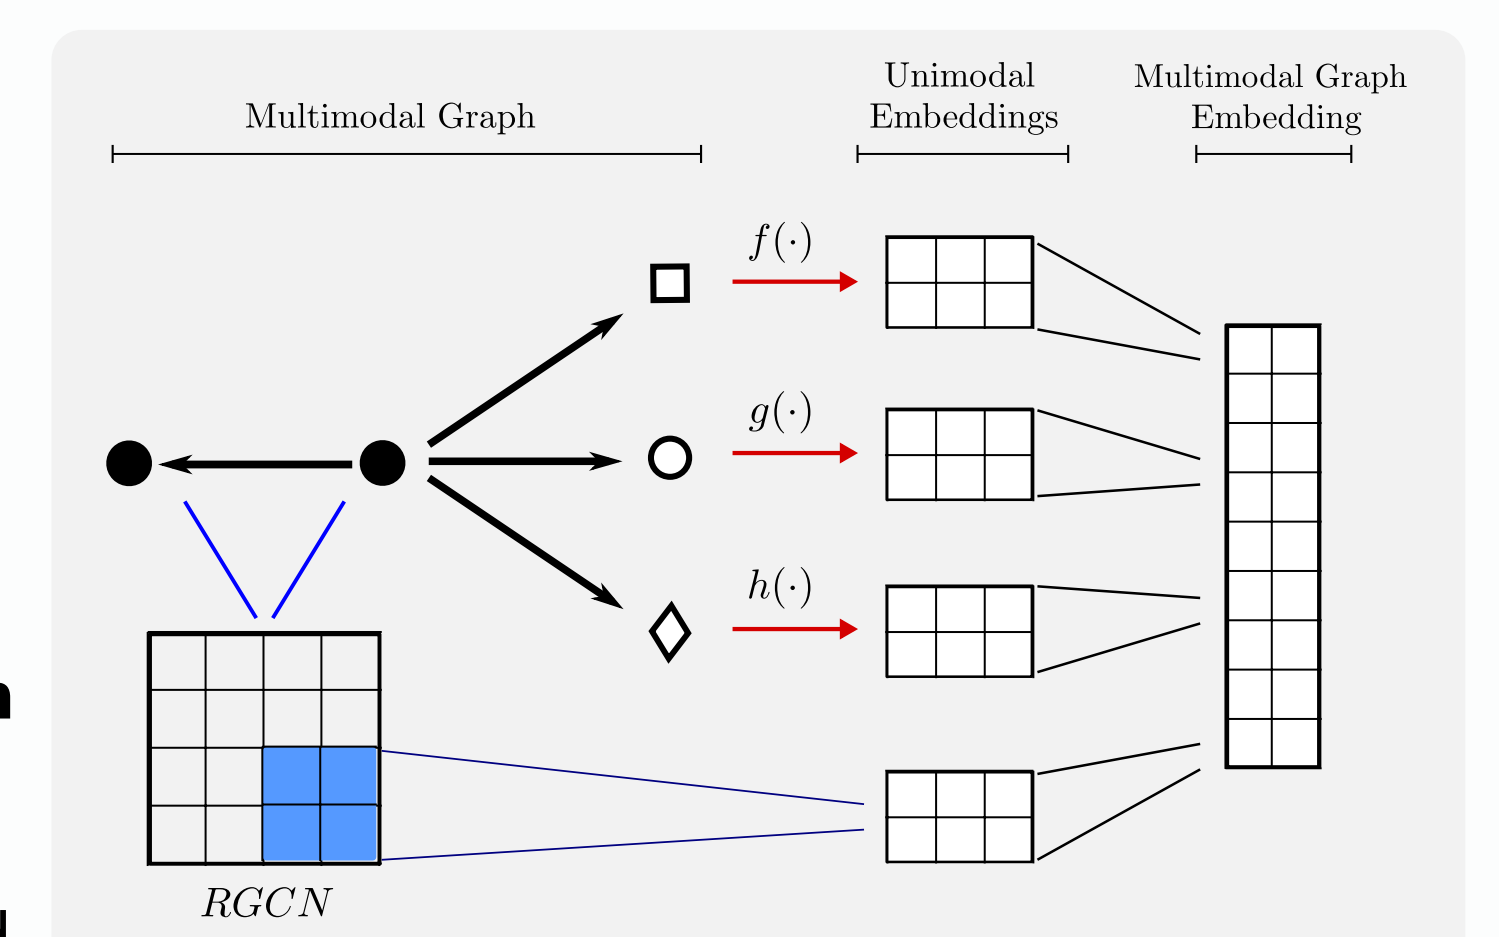 Multimodal Graph
Unimodal
Embeddings
Multimodal Graph
Embedding
f(·)
g(·)
h(·)
RGCN